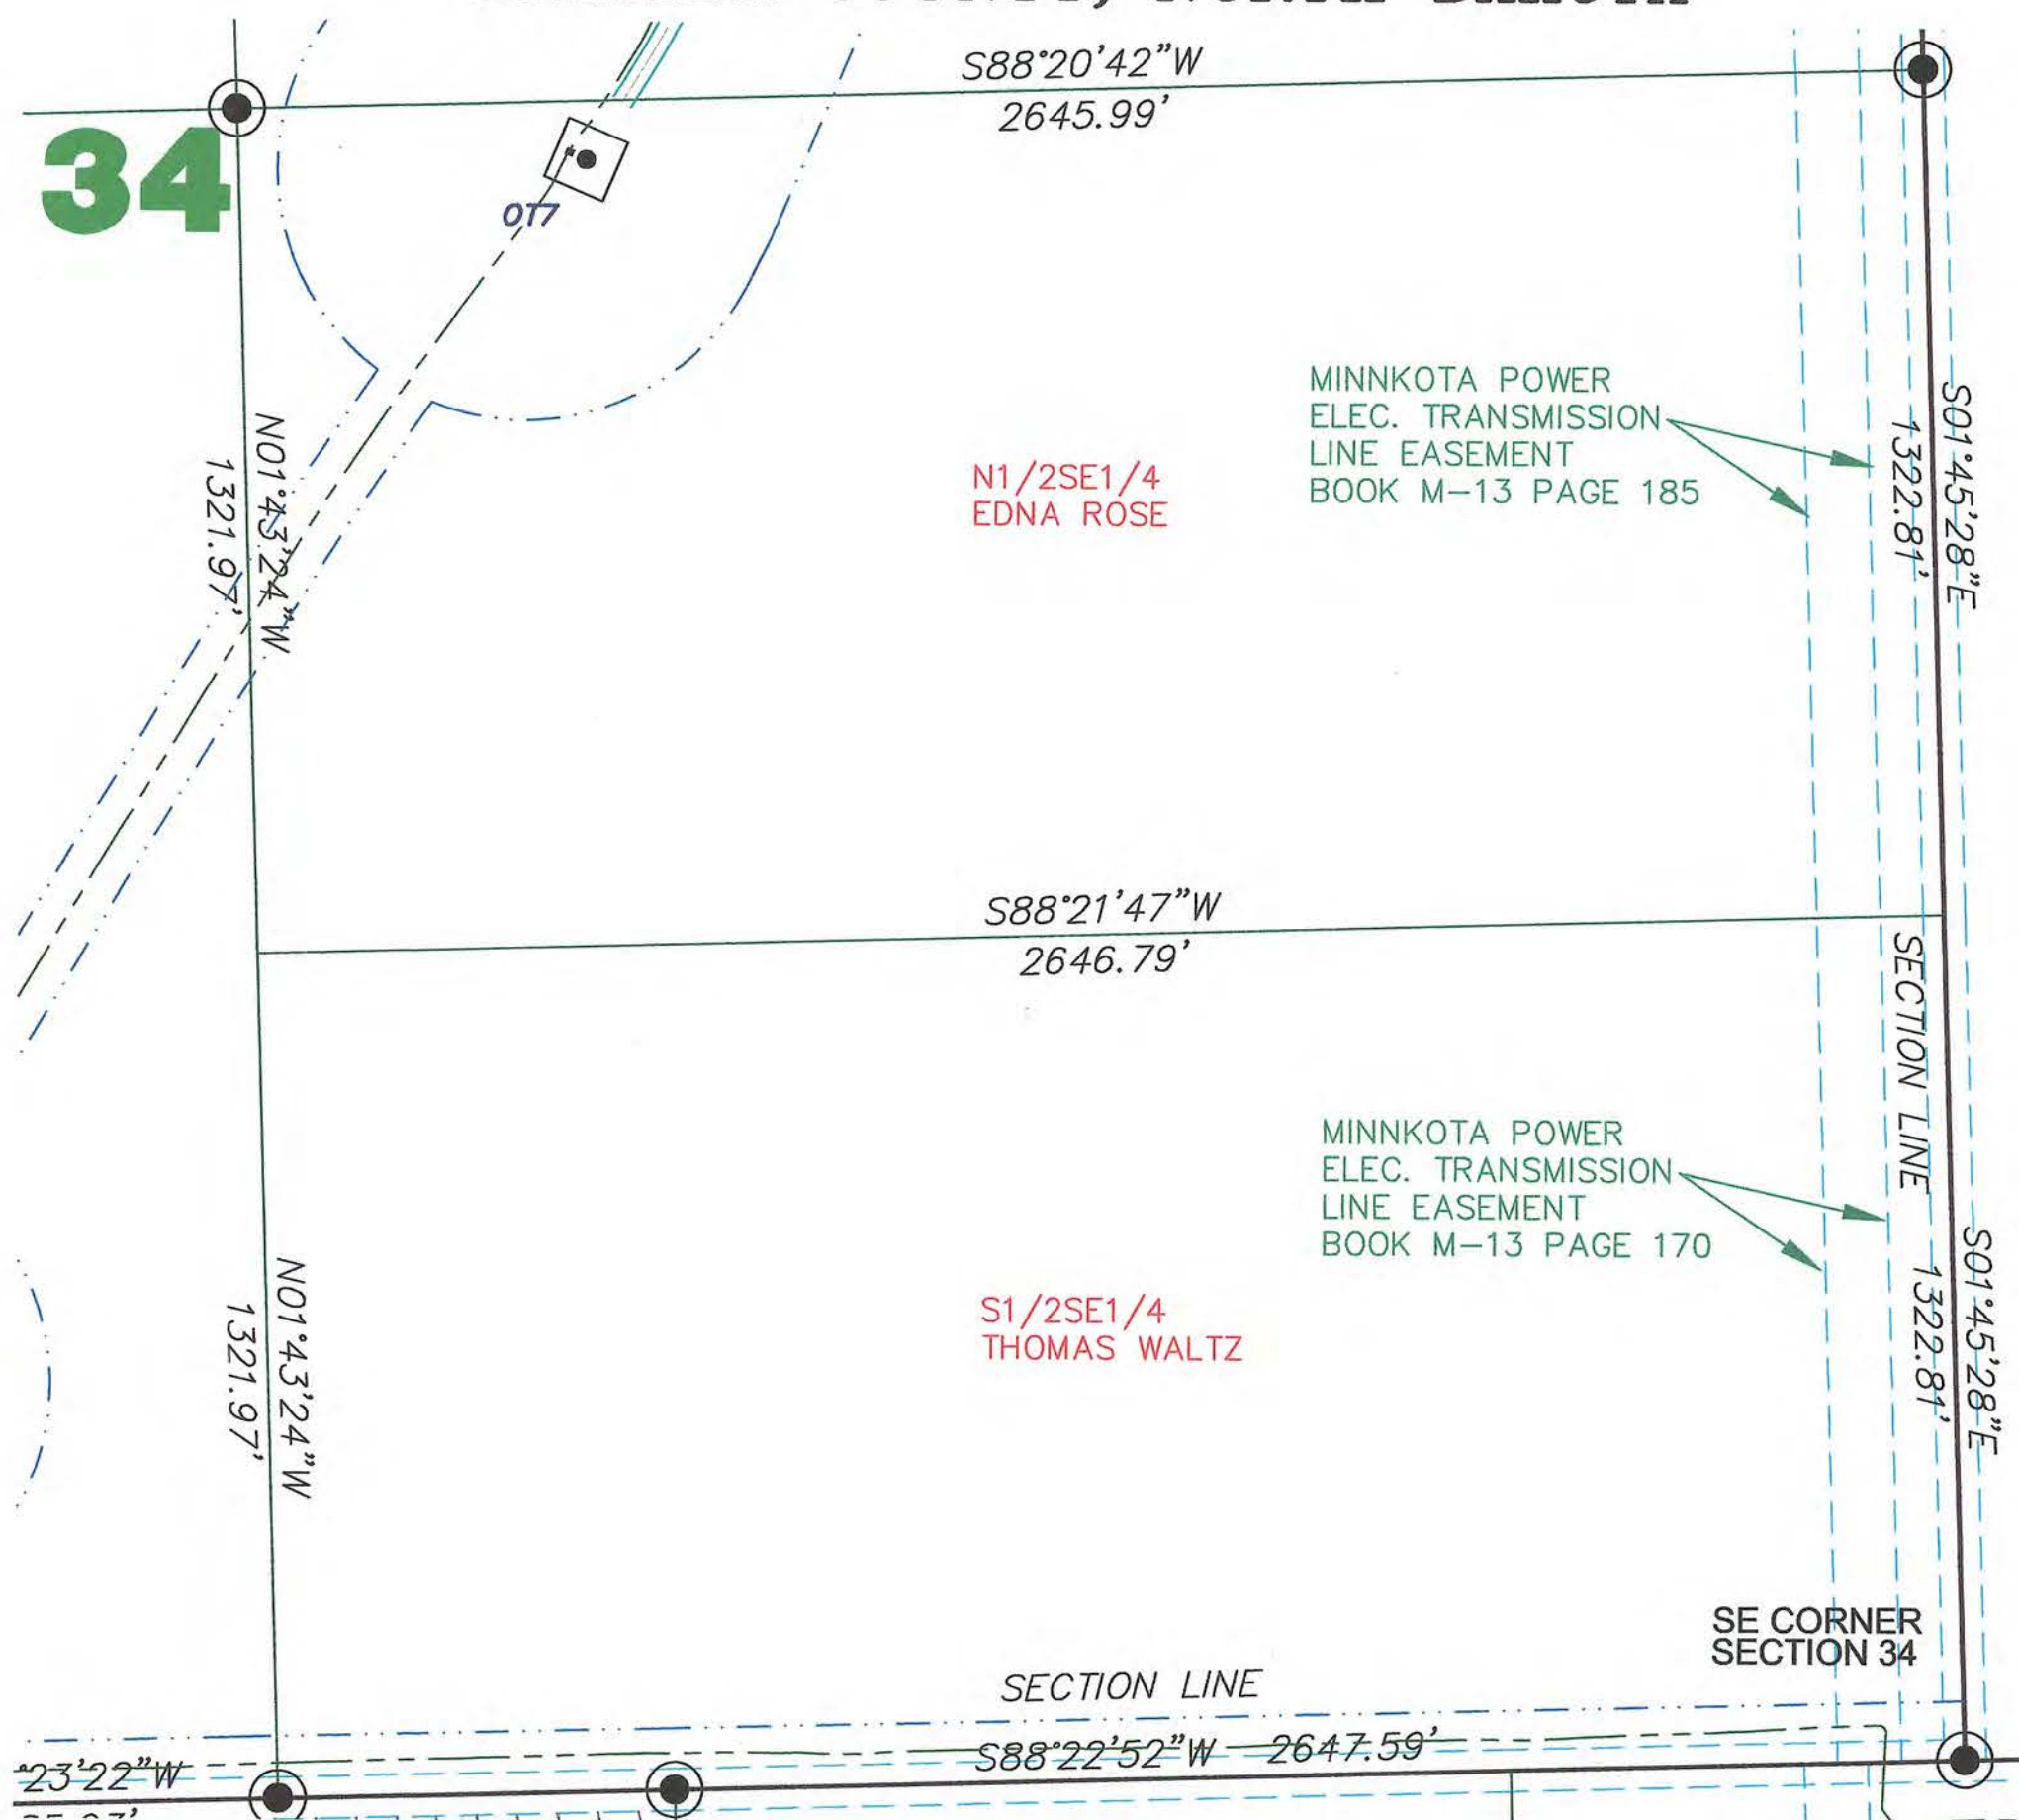 S88°20'42"W
2645.99'
34
OT7
MINNKOTA POWER
ELEC. TRANSMISSION
LINE EASEMENT
BOOK M-13 PAGE 185
S01°45'28"E
1322.81'
N01°43'24"W
1321.97'
N1/2SE1/4
EDNA ROSE
S88°21'47"W
2646.79'
SECTION LINE
MINNKOTA POWER
ELEC. TRANSMISSION
LINE EASEMENT
BOOK M-13 PAGE 170
S01°45'28"E
1322.81'
N01°43'24"W
1321.97'
S1/2SE1/4
THOMAS WALTZ
SE CORNER
SECTION 34
SECTION LINE
S88°22'52"W 2647.59'
°23'22"W